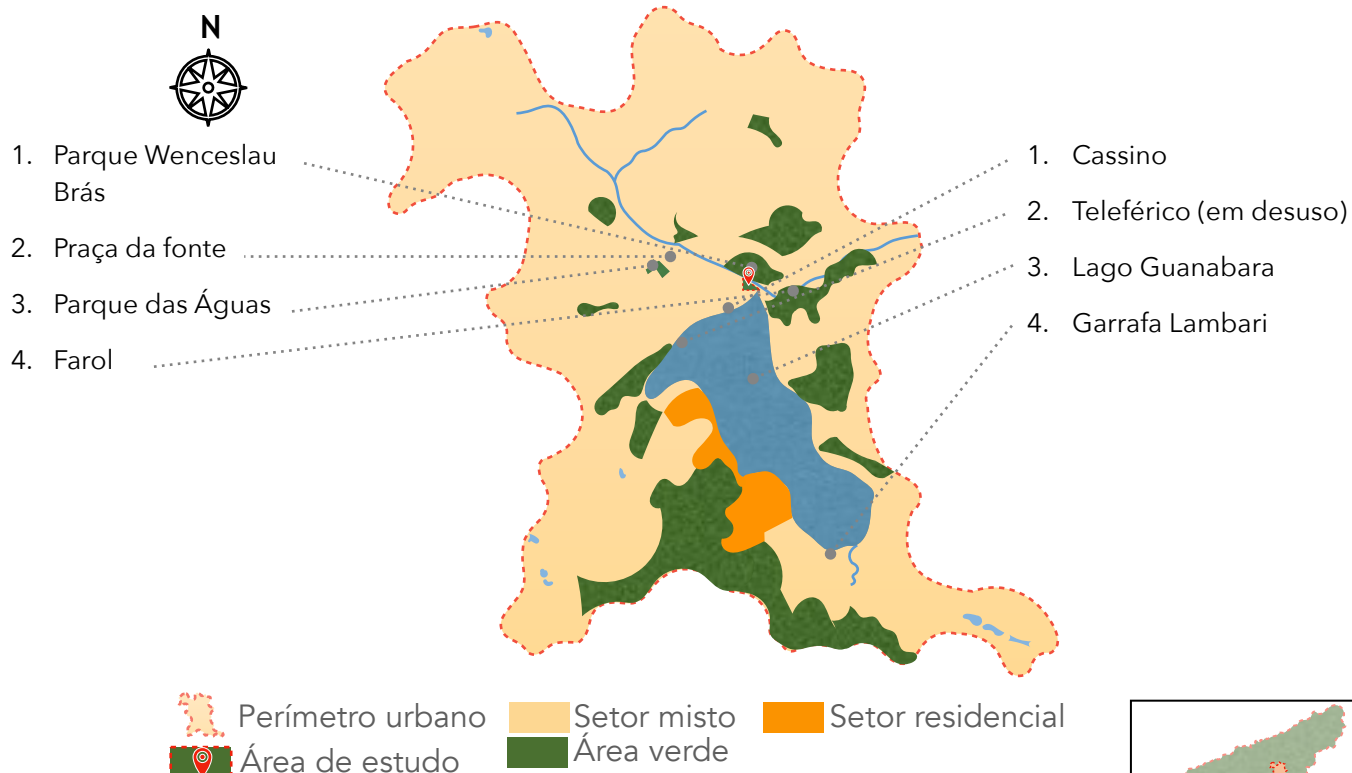 N
1. Parque Wenceslau
Brás
2. Praça da fonte
3. Parque das Águas
4. Farol
1. Cassino
2. Teleférico (em desuso)
3. Lago Guanabara
4. Garrafa Lambari
Perímetro urbano
Setor misto
Setor residencial
Área de estudo
Área verde